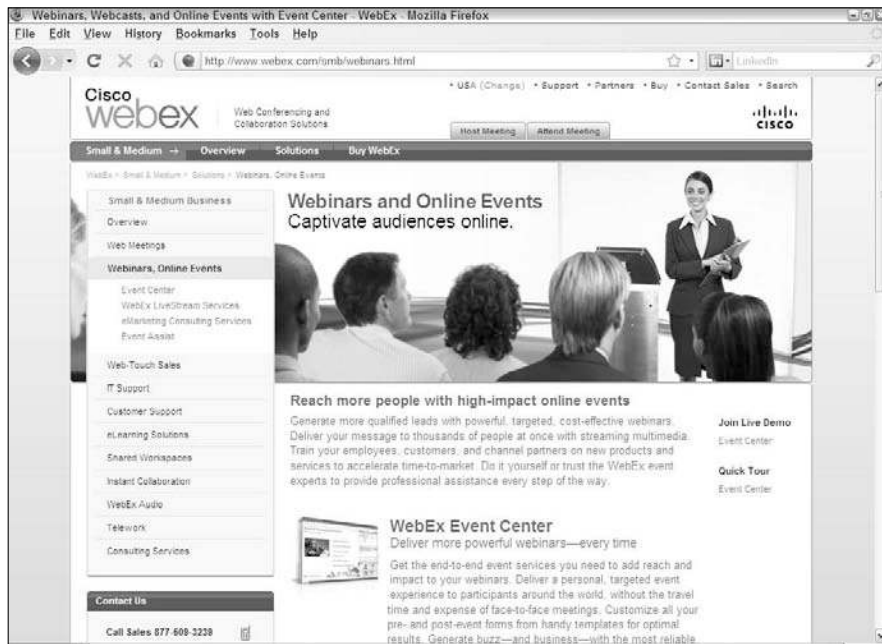 Webinars, Webcasts, and Online Events with Event Center - WebEx - Mozilla Firefox
File Edit View History Bookmarks Tools Help
http://www.webex.com/smb/webinars.html
LinkedIn
• USA (Change) • Support • Partners • Buy • Contact Sales • Search
Cisco
webex
Web Conferencing and
Collaboration Solutions
Host Meeting Attend Meeting
CISCO
Small & Medium → Overview Solutions Buy WebEx
WebEx > Small & Medium > Solutions > Webinars, Online Events
Small & Medium Business
Overview
Web Meetings
Webinars, Online Events
Event Center
WebEx LiveStream Services
eMarketing Consulting Services
Event Assist
Web-Touch Sales
IT Support
Customer Support
eLearning Solutions
Shared Workspaces
Instant Collaboration
WebEx Audio
Telework
Consulting Services
Contact Us
Call Sales 877-509-3239
Webinars and Online Events
Captivate audiences online.
Reach more people with high-impact online events
Generate more qualified leads with powerful, targeted, cost-effective webinars.
Deliver your message to thousands of people at once with streaming multimedia.
Train your employees, customers, and channel partners on new products and
services to accelerate time-to-market. Do it yourself or trust the WebEx event
experts to provide professional assistance every step of the way.
Join Live Demo
Event Center
Quick Tour
Event Center
WebEx Event Center
Deliver more powerful webinars—every time
Get the end-to-end event services you need to add reach and
impact to your webinars. Deliver a personal, targeted event
experience to participants around the world, without the travel
time and expense of face-to-face meetings. Customize all your
pre- and post-event forms from handy templates for optimal
results. Generate buzz—and business—with the most reliable